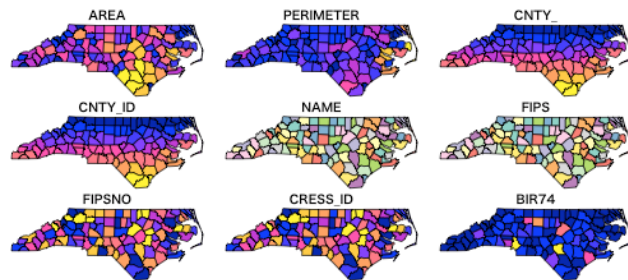 AREA PERIMETER CNTY_
CNTY_ID NAME FIPS
FIPSNO CRESS_ID BIR74